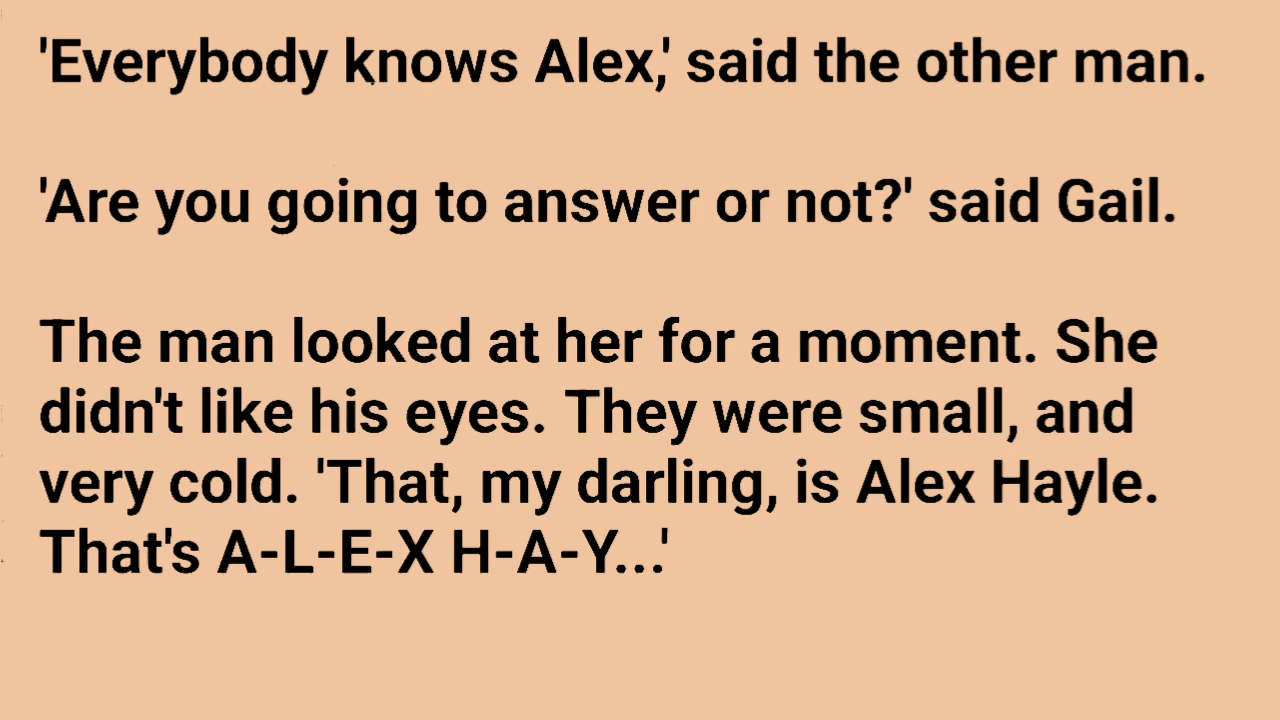 'Everybody knows Alex,' said the other man.
'Are you going to answer or not?' said Gail.
The man looked at her for a moment. She
didn't like his eyes. They were small, and
very cold. 'That, my darling, is Alex Hayle.
That's A-L-E-X H-A-Y...'